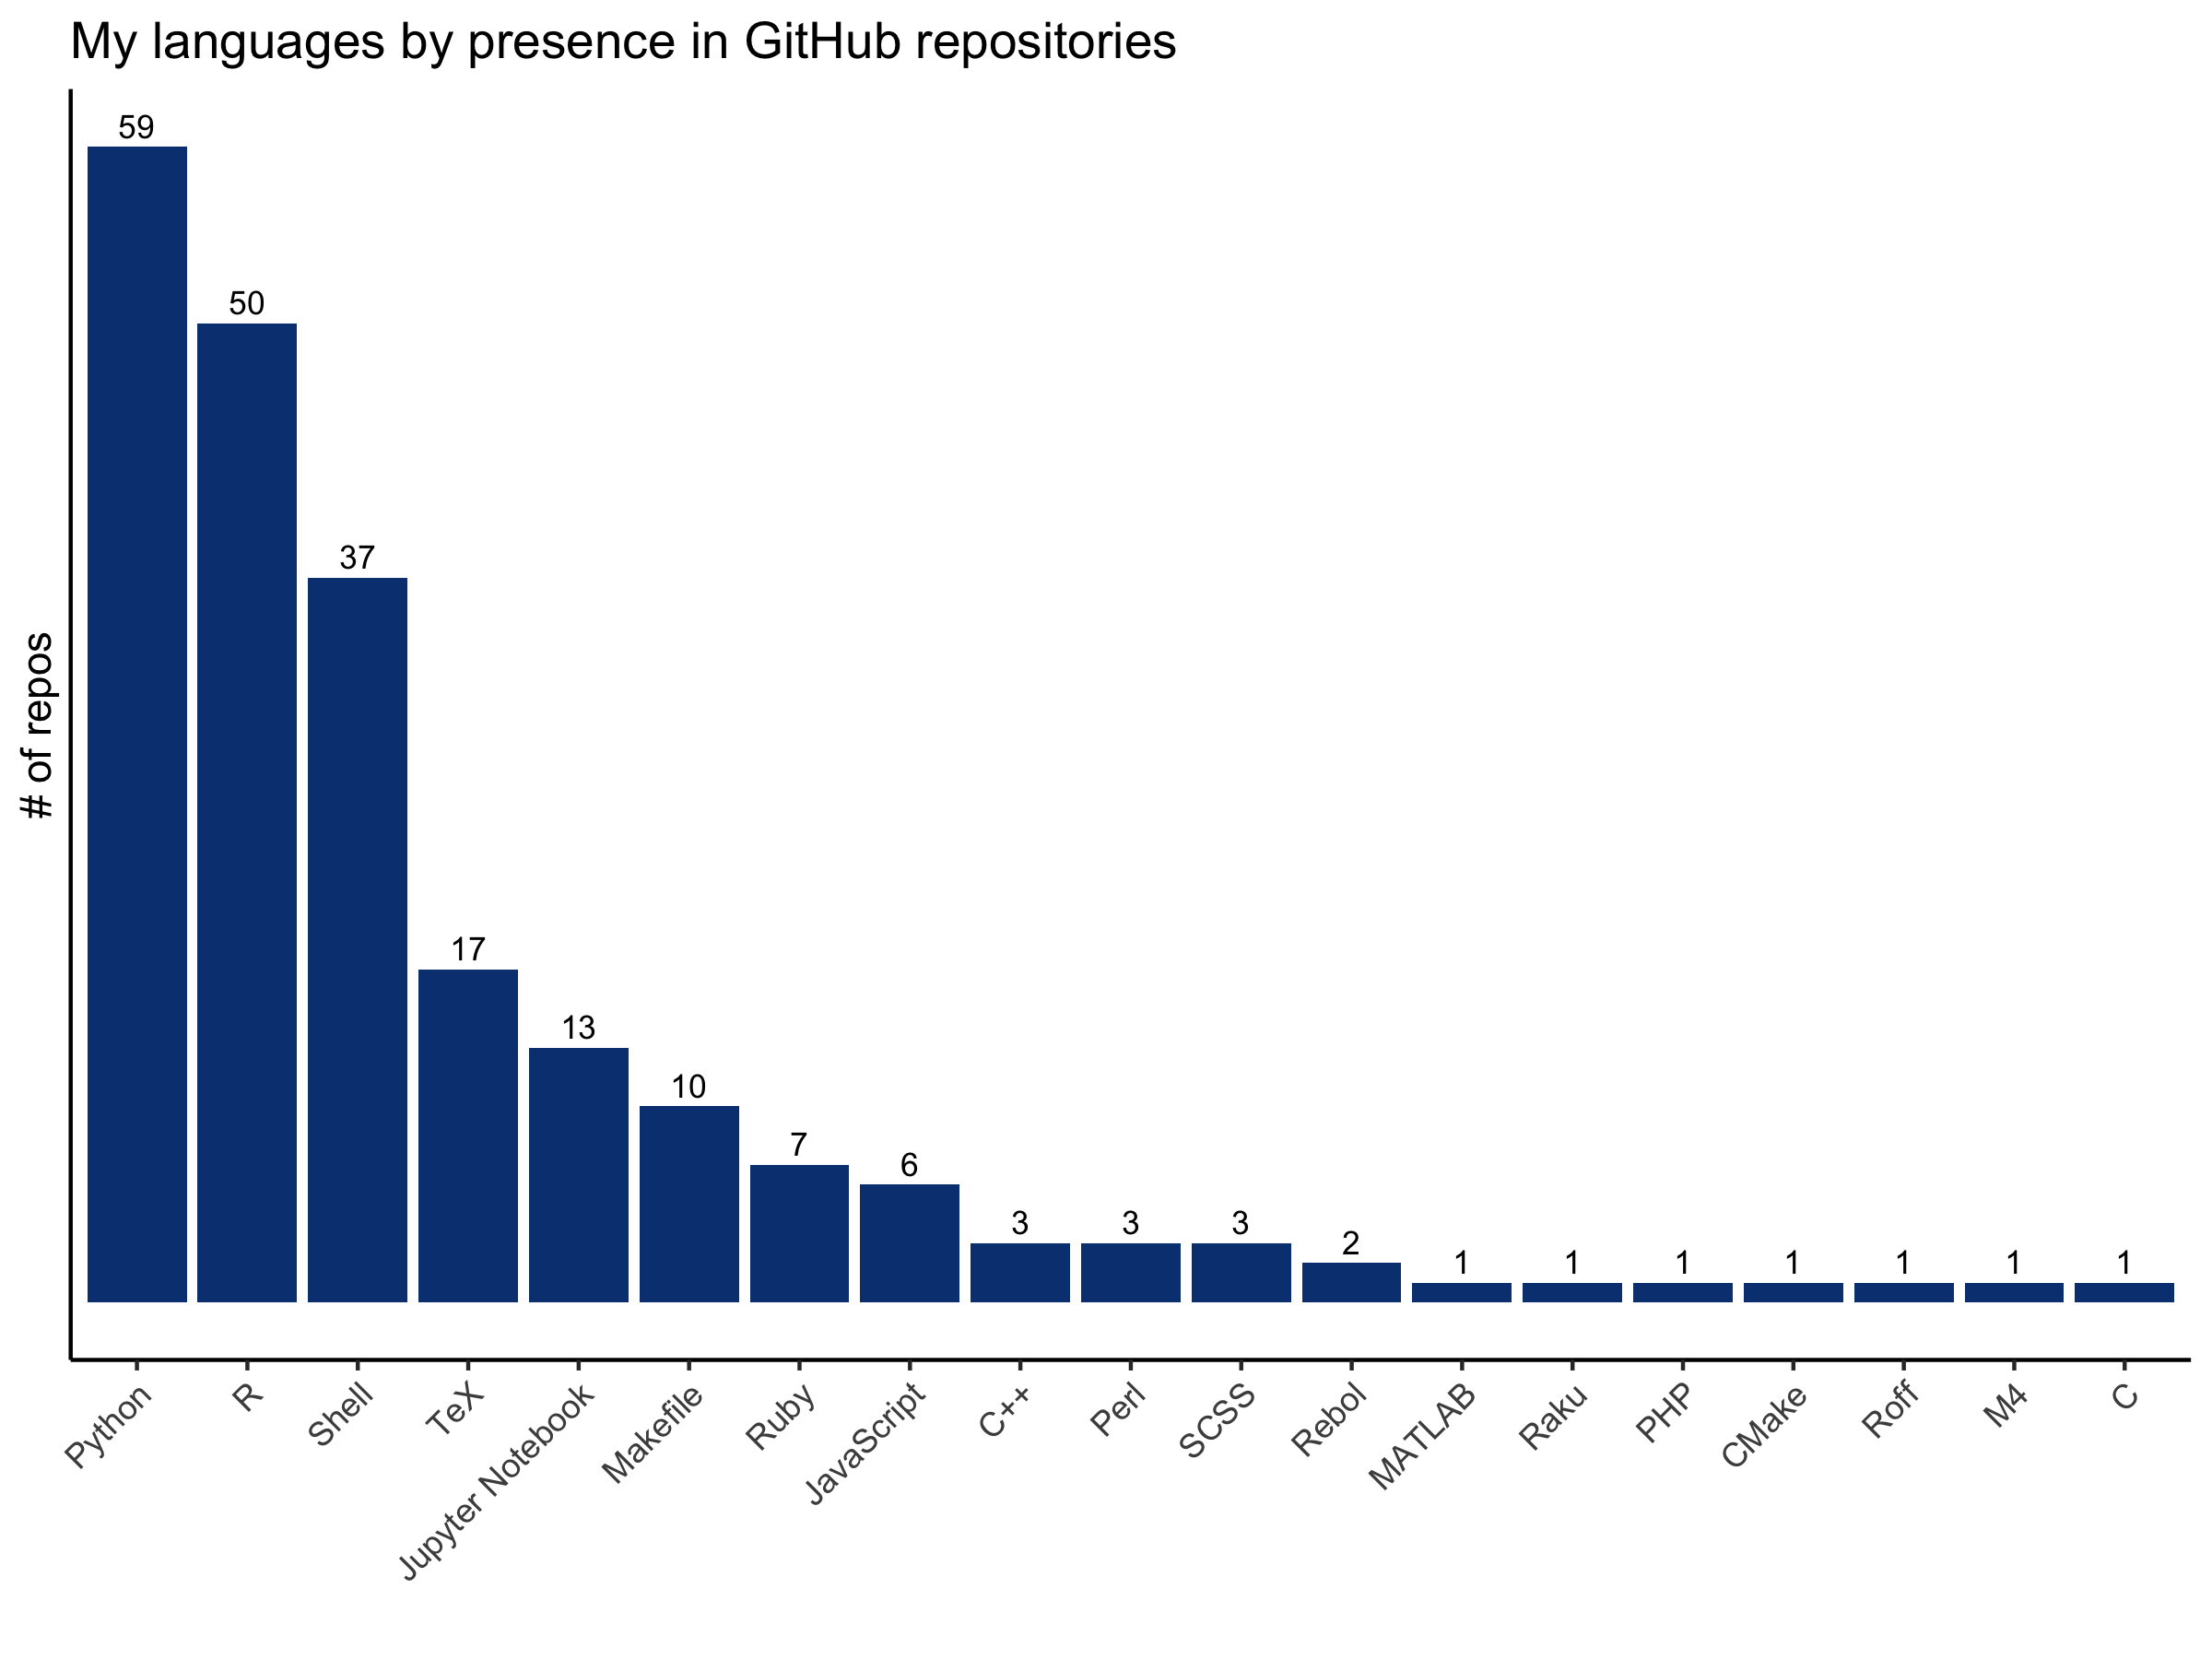 My languages by presence in GitHub repositories
# of repos
59
50
37
17
13
10
7
6
3
3
3
2
1
1
1
1
1
1
1
Python
R
Shell
TeX
Jupyter Notebook
Makefile
Ruby
JavaScript
C++
Perl
SCSS
Rebol
MATLAB
Raku
PHP
CMake
Roff
M4
C